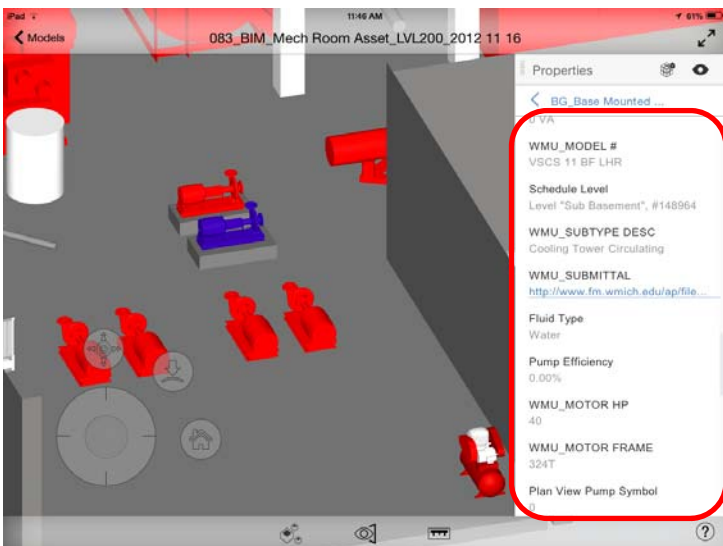 iPad
11:46 AM
61%
Models
083_BIM_Mech Room Asset_LVL200_2012 11 16
Properties
BG_Base Mounted ...
0 VA
WMU_MODEL #
VSCS 11 BF LHR
Schedule Level
Level "Sub Basement", #148964
WMU_SUBTYPE DESC
Cooling Tower Circulating
WMU_SUBMITTAL
http://www.fm.wmich.edu/ap/file...
Fluid Type
Water
Pump Efficiency
0.00%
WMU_MOTOR HP
40
WMU_MOTOR FRAME
324T
Plan View Pump Symbol
0
?